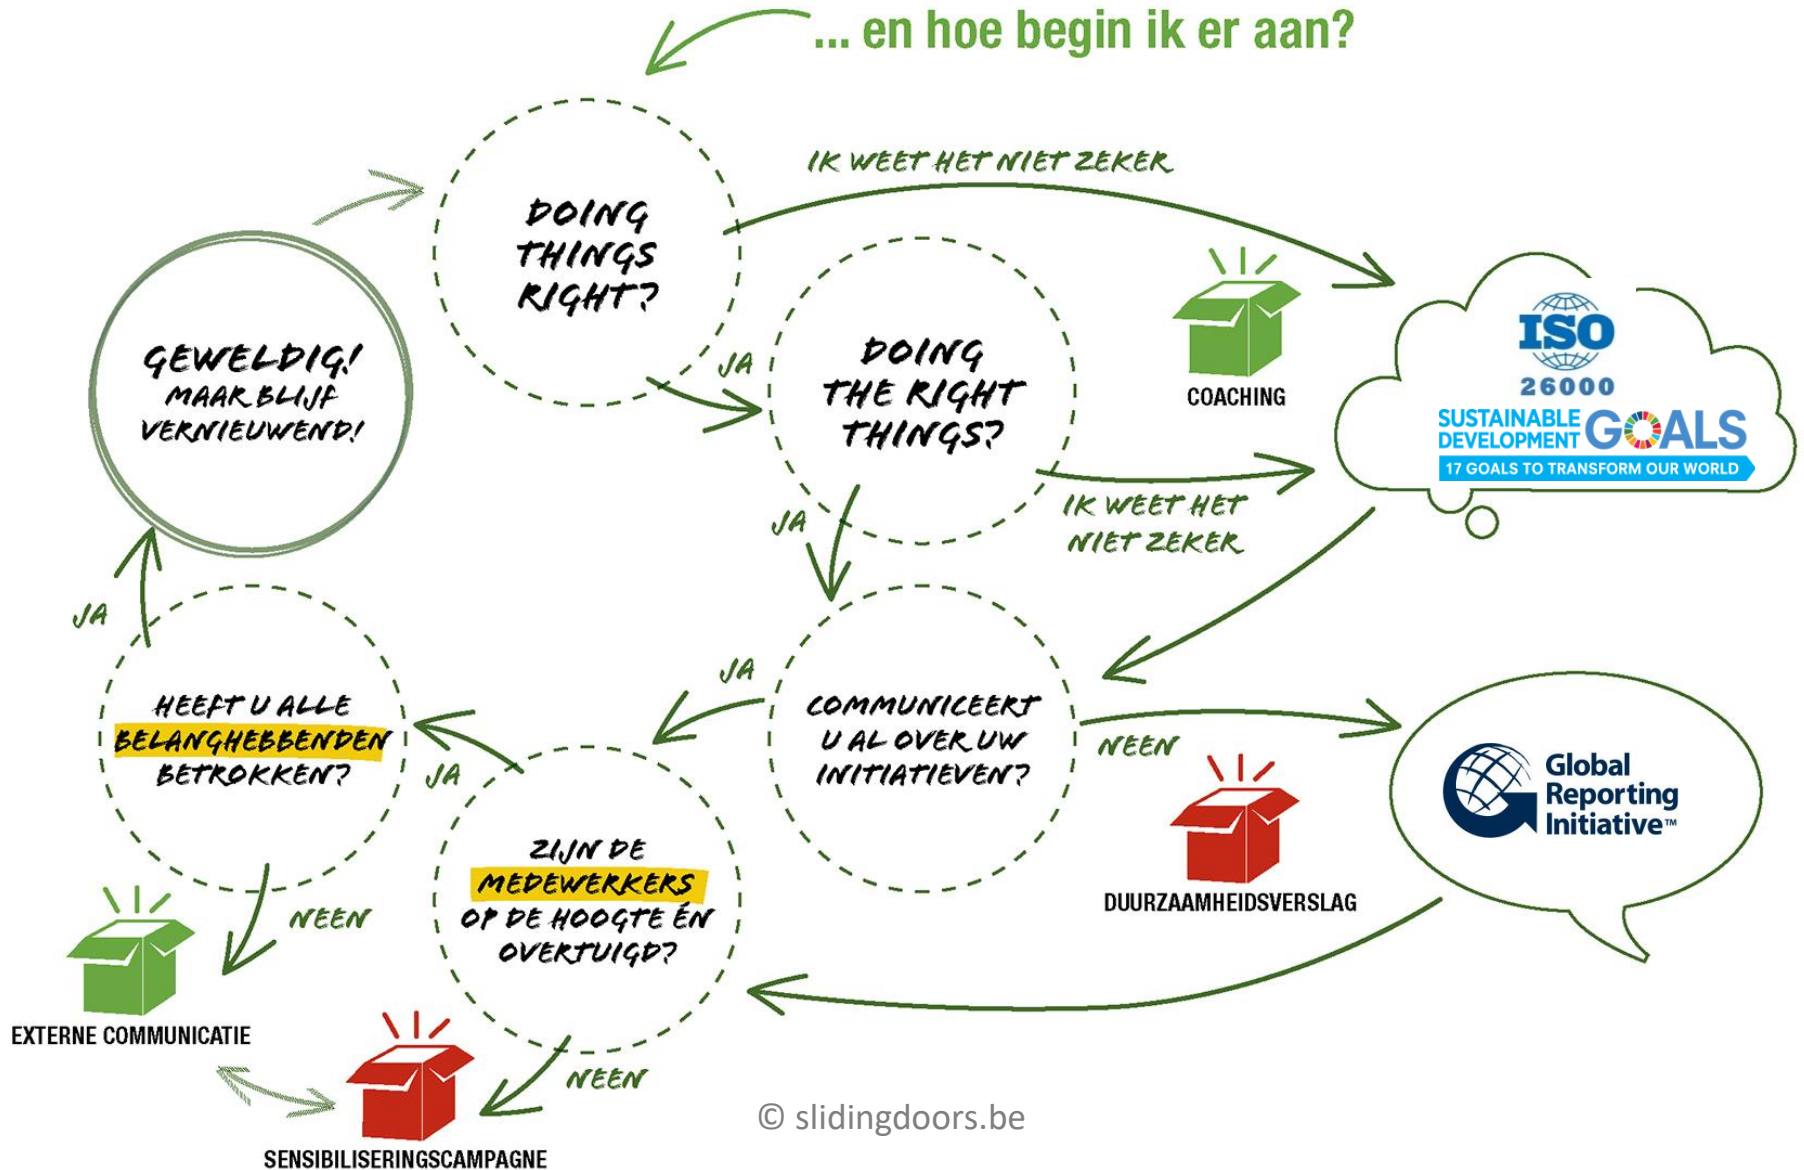 ... en hoe begin ik er aan?
DOING
THINGS
RIGHT?
IK WEET HET NIET ZEKER
JA
DOING
THE RIGHT
THINGS?
COACHING
ISO
26000
SUSTAINABLE
DEVELOPMENT
GOALS
17 GOALS TO TRANSFORM OUR WORLD
IK WEET HET
NIET ZEKER
JA
GEWELDIG!
MAAR BLIJF
VERNIEUWEND!
JA
COMMUNICEERT
U AL OVER UW
INITIATIEVEN?
NEEN
DUURZAAMHEIDSVERSLAG
Global
Reporting
Initiative™
JA
ZIJN DE
MEDEWERKERS
OP DE HOOGTE ÉN
OVERTUIGD?
JA
NEEN
SENSIBILISERINGSCAMPAGNE
HEEFT U ALLE
BELANGHEBBENDEN
BETROKKEN?
NEEN
EXTERNE COMMUNICATIE
© slidingdoors.be